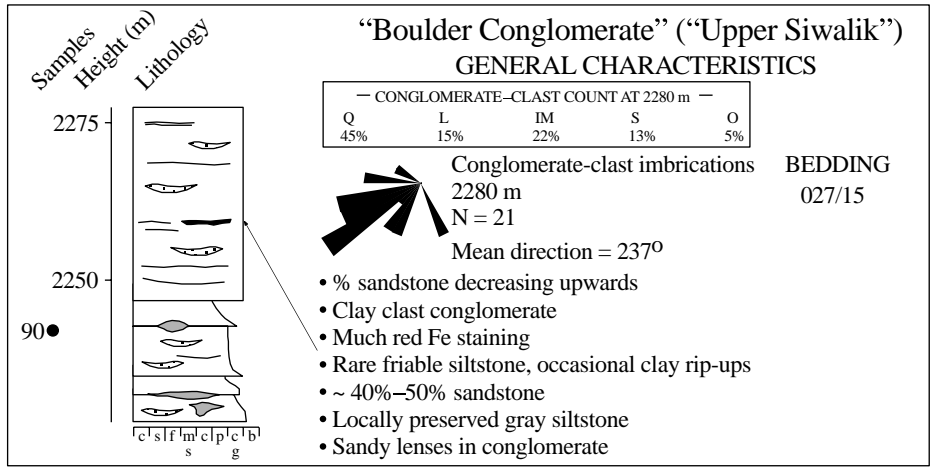 Samples
Height (m)
Lithology
“Boulder Conglomerate” (“Upper Siwalik”)
GENERAL CHARACTERISTICS
— CONGLOMERATE–CLAST COUNT AT 2280 m —
Q L IM S O
45% 15% 22% 13% 5%
2275
Conglomerate-clast imbrications
2280 m
N = 21
Mean direction = 237°
BEDDING
027/15
2250
90
• % sandstone decreasing upwards
• Clay clast conglomerate
• Much red Fe staining
• Rare friable siltstone, occasional clay rip-ups
• ~ 40%–50% sandstone
• Locally preserved gray siltstone
• Sandy lenses in conglomerate
c s f m c p c b
s g